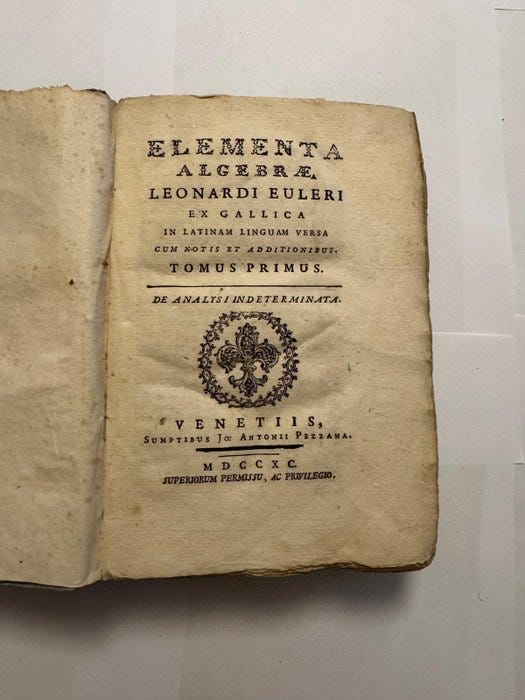 ELEMENTA
ALGEBRÆ
LEONARDI EULERI
EX GALLICA
IN LATINAM LINGUAM VERSA
CUM NOTIS ET ADDITIONIBUS.
TOMUS PRIMUS.
DE ANALYSI INDETERMINATA.
VENETIIS,
SUMPTIBUS JO: ANTONII PEZZANA.
MDCCXC.
SUPERIORUM PERMISSU, AC PRIVILEGIO.